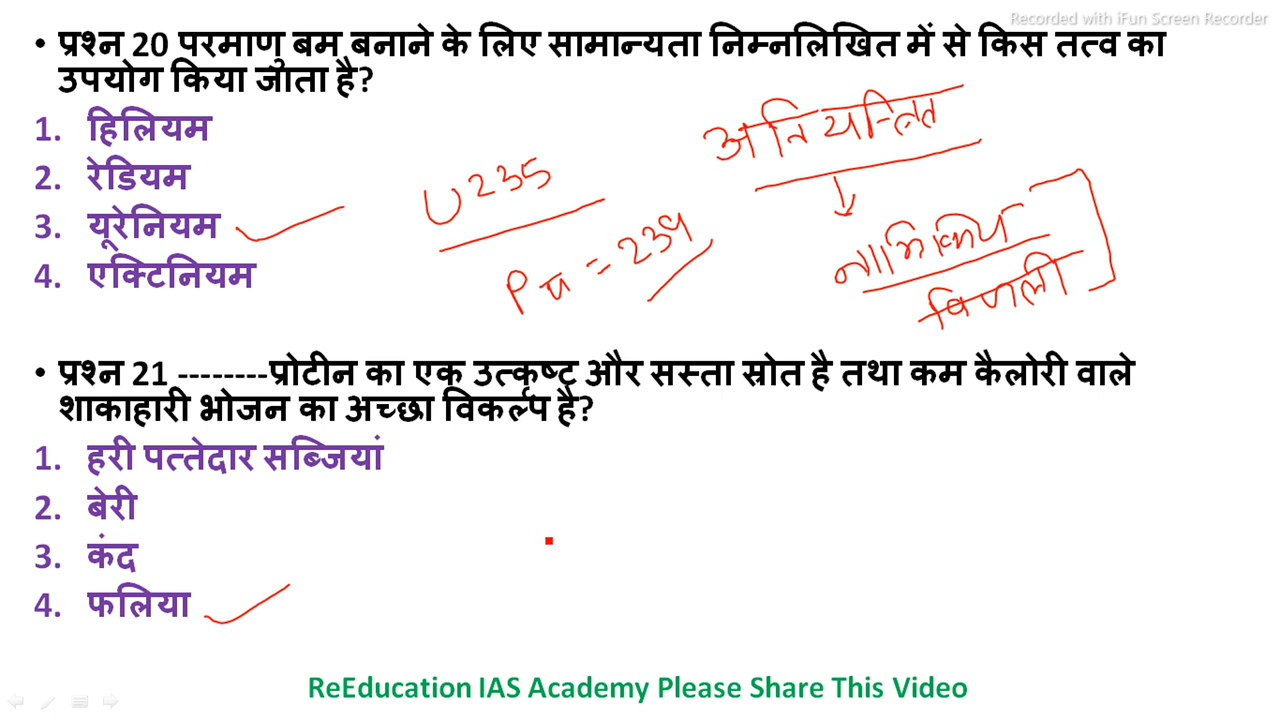 Recorded with iFun Screen Recorder
• प्रश्न 20 परमाणु बम बनाने के लिए सामान्यता निम्नलिखित में से किस तत्व का
उपयोग किया जाता है?
1. हिलियम
2. रेडियम
3. यूरेनियम
4. एक्टिनियम
अनियन्त्रित
U 235
Pu = 239
नाभिकिय
बिजली
• प्रश्न 21 --------प्रोटीन का एक उत्कृष्ट और सस्ता स्रोत है तथा कम कैलोरी वाले
शाकाहारी भोजन का अच्छा विकल्प है?
1. हरी पत्तेदार सब्जियां
2. बेरी
3. कंद
4. फलिया
ReEducation IAS Academy Please Share This Video